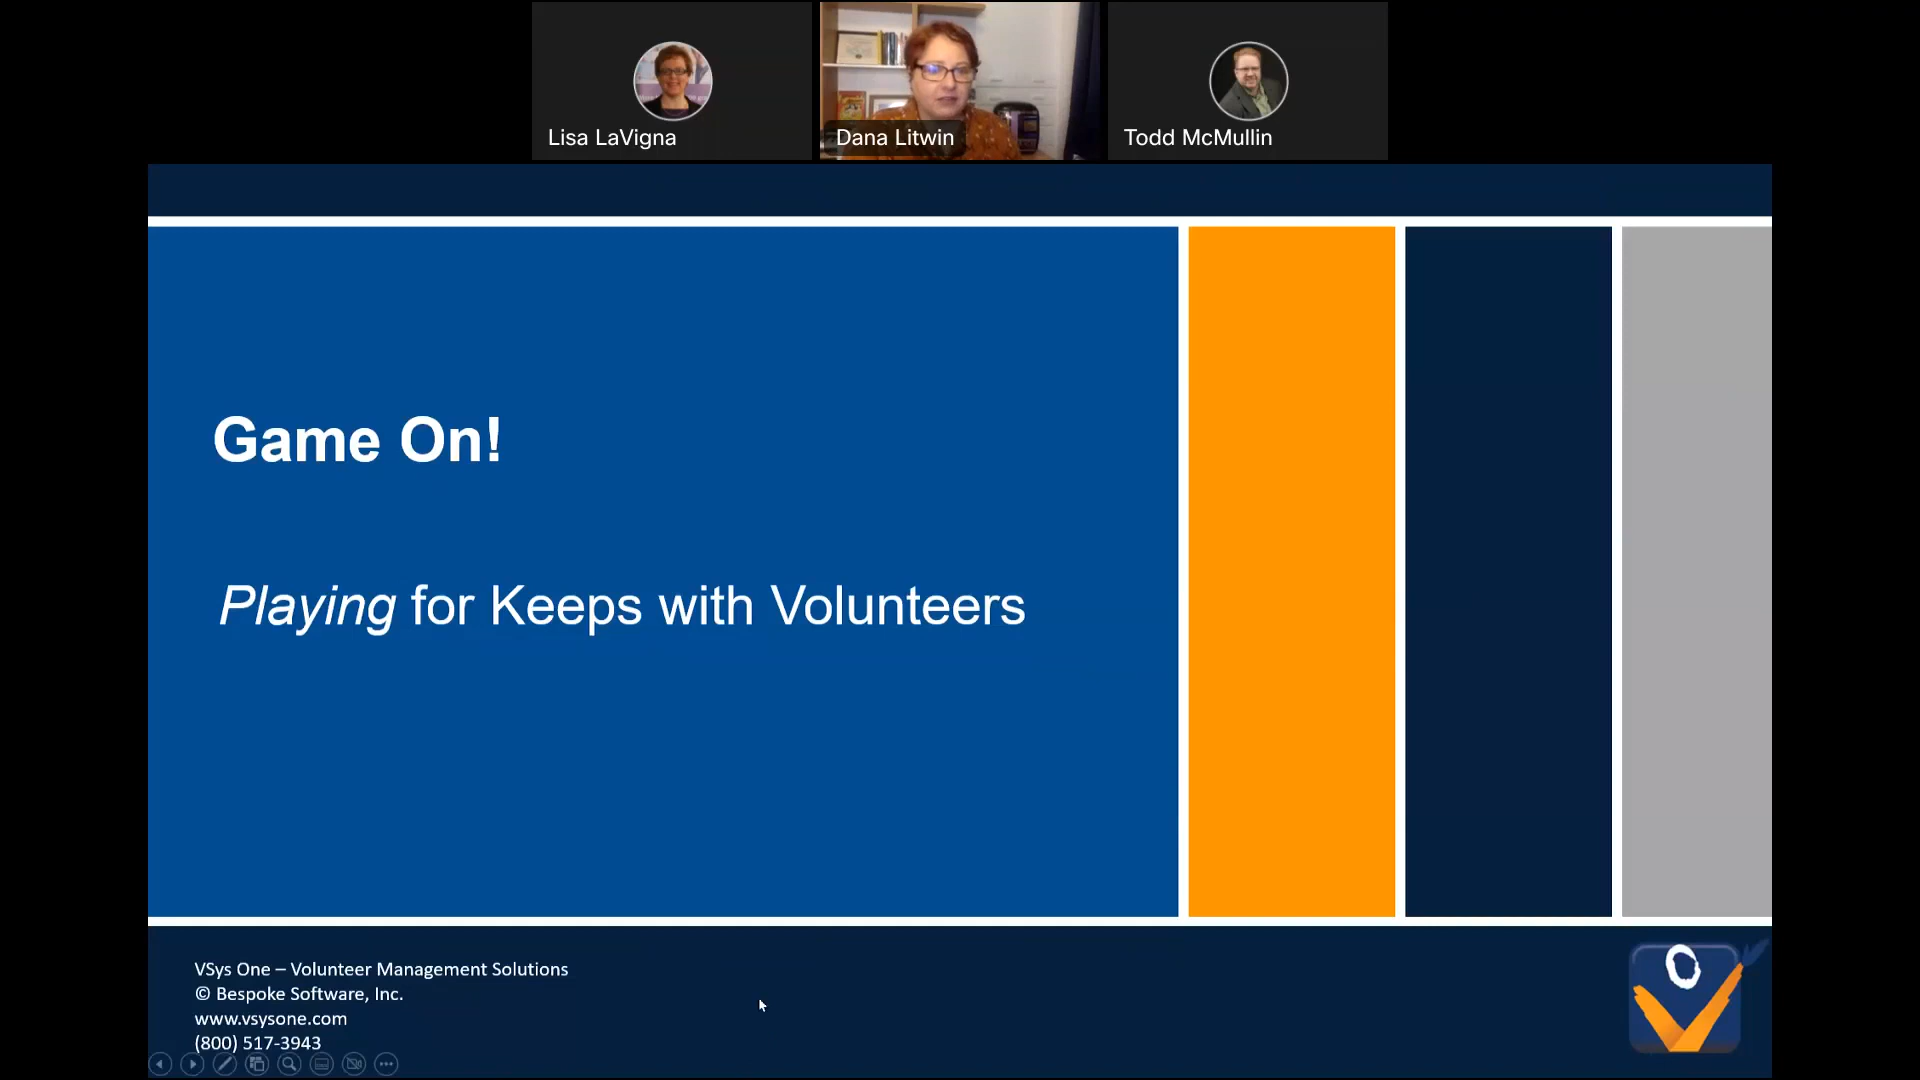 Lisa LaVigna
Dana Litwin
Todd McMullin
Game On!
Playing for Keeps with Volunteers
VSys One – Volunteer Management Solutions
© Bespoke Software, Inc.
www.vsysone.com
(800) 517-3943